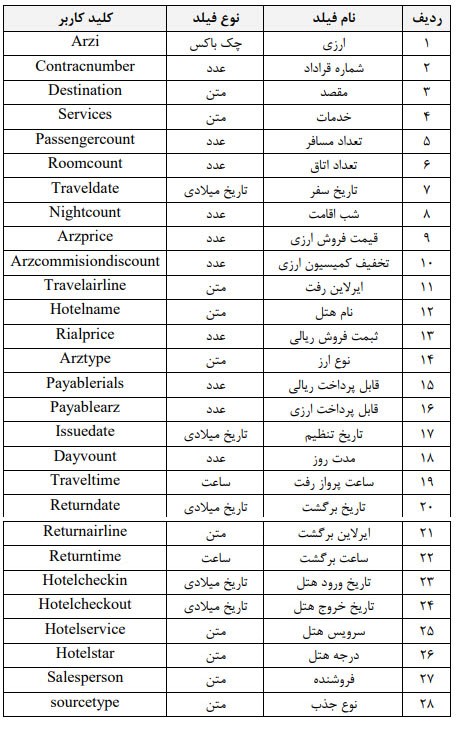 ردیف نام فیلد نوع فیلد کلید کاربر
۱ ارزی چک باکس Arzi
۲ شماره قراداد عدد Contracnumber
۳ مقصد متن Destination
۴ خدمات متن Services
۵ تعداد مسافر عدد Passengercount
۶ تعداد اتاق عدد Roomcount
۷ تاریخ سفر تاریخ میلادی Traveldate
۸ شب اقامت عدد Nightcount
۹ قیمت فروش ارزی عدد Arzprice
۱۰ تخفیف کمیسیون ارزی عدد Arzcommisiondiscount
۱۱ ایرلاین رفت متن Travelairline
۱۲ نام هتل متن Hotelname
۱۳ ثبمت فروش ریالی عدد Rialprice
۱۴ نوع ارز متن Arztype
۱۵ قابل پرداخت ریالی عدد Payablerials
۱۶ قابل پرداخت ارزی عدد Payablearz
۱۷ تاریخ تنظیم تاریخ میلادی Issuedate
۱۸ مدت روز عدد Dayvount
۱۹ ساعت پرواز رفت ساعت Traveltime
۲۰ تاریخ برگشت تاریخ میلادی Returndate
۲۱ ایرلاین برگشت متن Returnairline
۲۲ ساعت برگشت ساعت Returntime
۲۳ تاریخ ورود هتل تاریخ میلادی Hotelcheckin
۲۴ تاریخ خروج هتل تاریخ میلادی Hotelcheckout
۲۵ سرویس هتل متن Hotelservice
۲۶ درجه هتل متن Hotelstar
۲۷ فروشنده متن Salesperson
۲۸ نوع جذب متن sourcetype